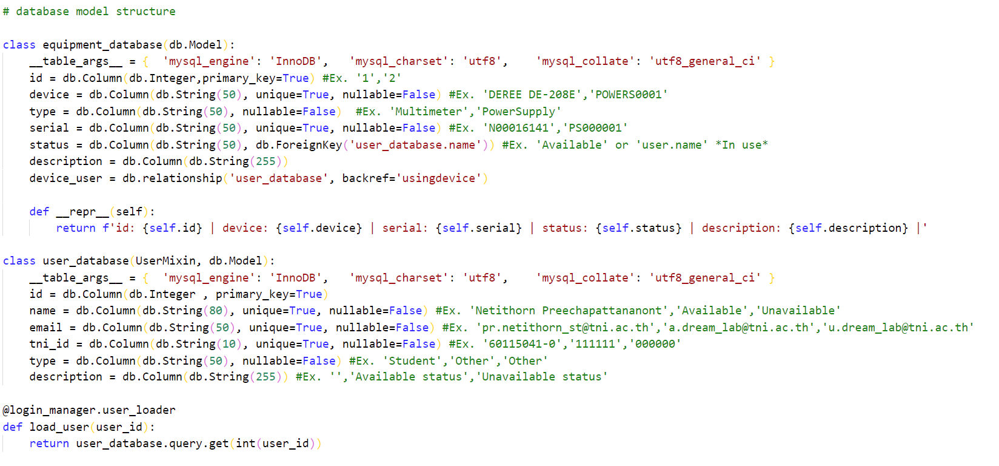 # database model structure
class equipment_database(db.Model):
__table_args__ = {  'mysql_engine': 'InnoDB',   'mysql_charset': 'utf8',    'mysql_collate': 'utf8_general_ci' }
id = db.Column(db.Integer,primary_key=True) #Ex. '1','2'
device = db.Column(db.String(50), unique=True, nullable=False) #Ex. 'DEREE DE-208E','POWERS0001'
type = db.Column(db.String(50), nullable=False)  #Ex. 'Multimeter','PowerSupply'
serial = db.Column(db.String(50), unique=True, nullable=False) #Ex. 'N00016141','PS000001'
status = db.Column(db.String(50), db.ForeignKey('user_database.name')) #Ex. 'Available' or 'user.name' *In use*
description = db.Column(db.String(255))
device_user = db.relationship('user_database', backref='usingdevice')
def __repr__(self):
return f'id: {self.id} | device: {self.device} | serial: {self.serial} | status: {self.status} | description: {self.description} |'
class user_database(UserMixin, db.Model):
__table_args__ = {  'mysql_engine': 'InnoDB',   'mysql_charset': 'utf8',    'mysql_collate': 'utf8_general_ci' }
id = db.Column(db.Integer , primary_key=True)
name = db.Column(db.String(80), unique=True, nullable=False) #Ex. 'Netithorn Preechapattananont','Available','Unavailable'
email = db.Column(db.String(50), unique=True, nullable=False) #Ex. 'pr.netithorn_st@tni.ac.th','a.dream_lab@tni.ac.th','u.dream_lab@tni.ac.th'
tni_id = db.Column(db.String(10), unique=True, nullable=False) #Ex. '60115041-0','111111','000000'
type = db.Column(db.String(50), nullable=False) #Ex. 'Student','Other','Other'
description = db.Column(db.String(255)) #Ex. '','Available status','Unavailable status'
@login_manager.user_loader
def load_user(user_id):
return user_database.query.get(int(user_id))